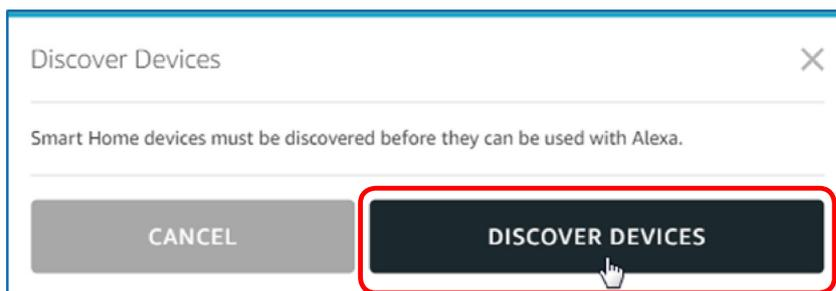 Discover Devices
Smart Home devices must be discovered before they can be used with Alexa.
CANCEL
DISCOVER DEVICES